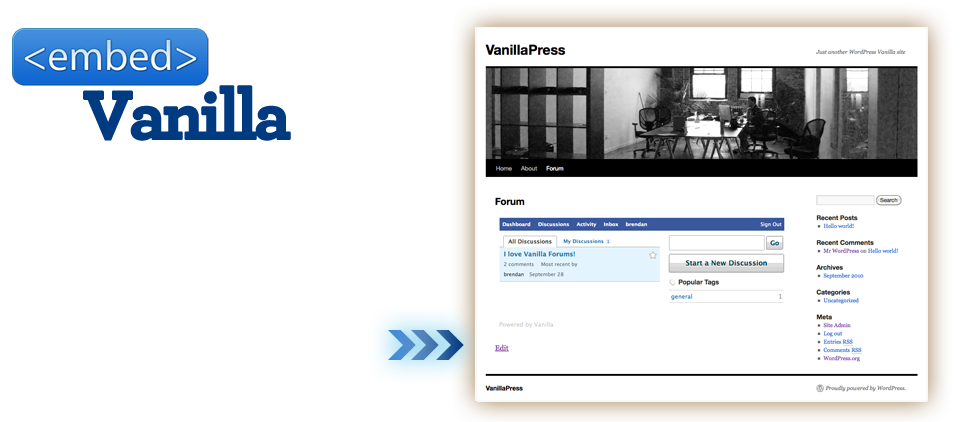 <embed>
Vanilla
VanillaPress
Just another WordPress Vanilla site
Home About Forum
Forum
Dashboard Discussions Activity Inbox brendan Sign Out
All Discussions My Discussions 1
I love Vanilla Forums!
2 comments Most recent by
brendan September 28
Go
Start a New Discussion
Popular Tags
general 1
Powered by Vanilla
Edit
Search
Recent Posts
Hello world!
Recent Comments
Mr WordPress on Hello world!
Archives
September 2010
Categories
Uncategorized
Meta
Site Admin
Log out
Entries RSS
Comments RSS
WordPress.org
VanillaPress
Proudly powered by WordPress.